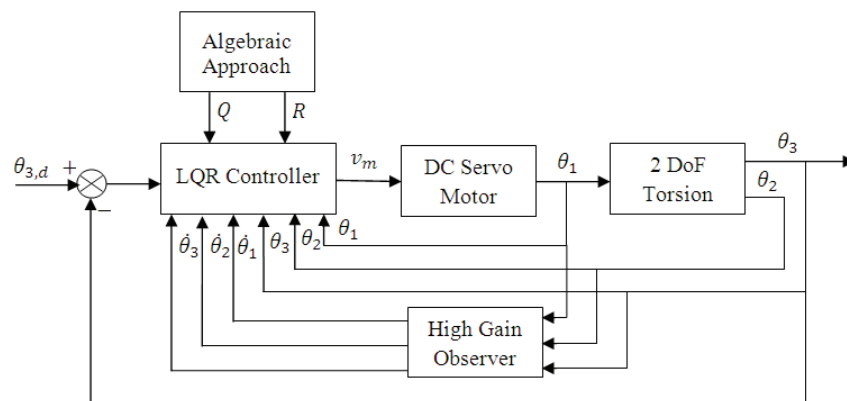 Algebraic
Approach
Q
R
θ₃,d
+
−
LQR Controller
vₘ
DC Servo
Motor
θ₁
2 DoF
Torsion
θ₃
θ₂
θ̇₃
θ̇₂
θ̇₁
θ₃
θ₂
θ₁
High Gain
Observer